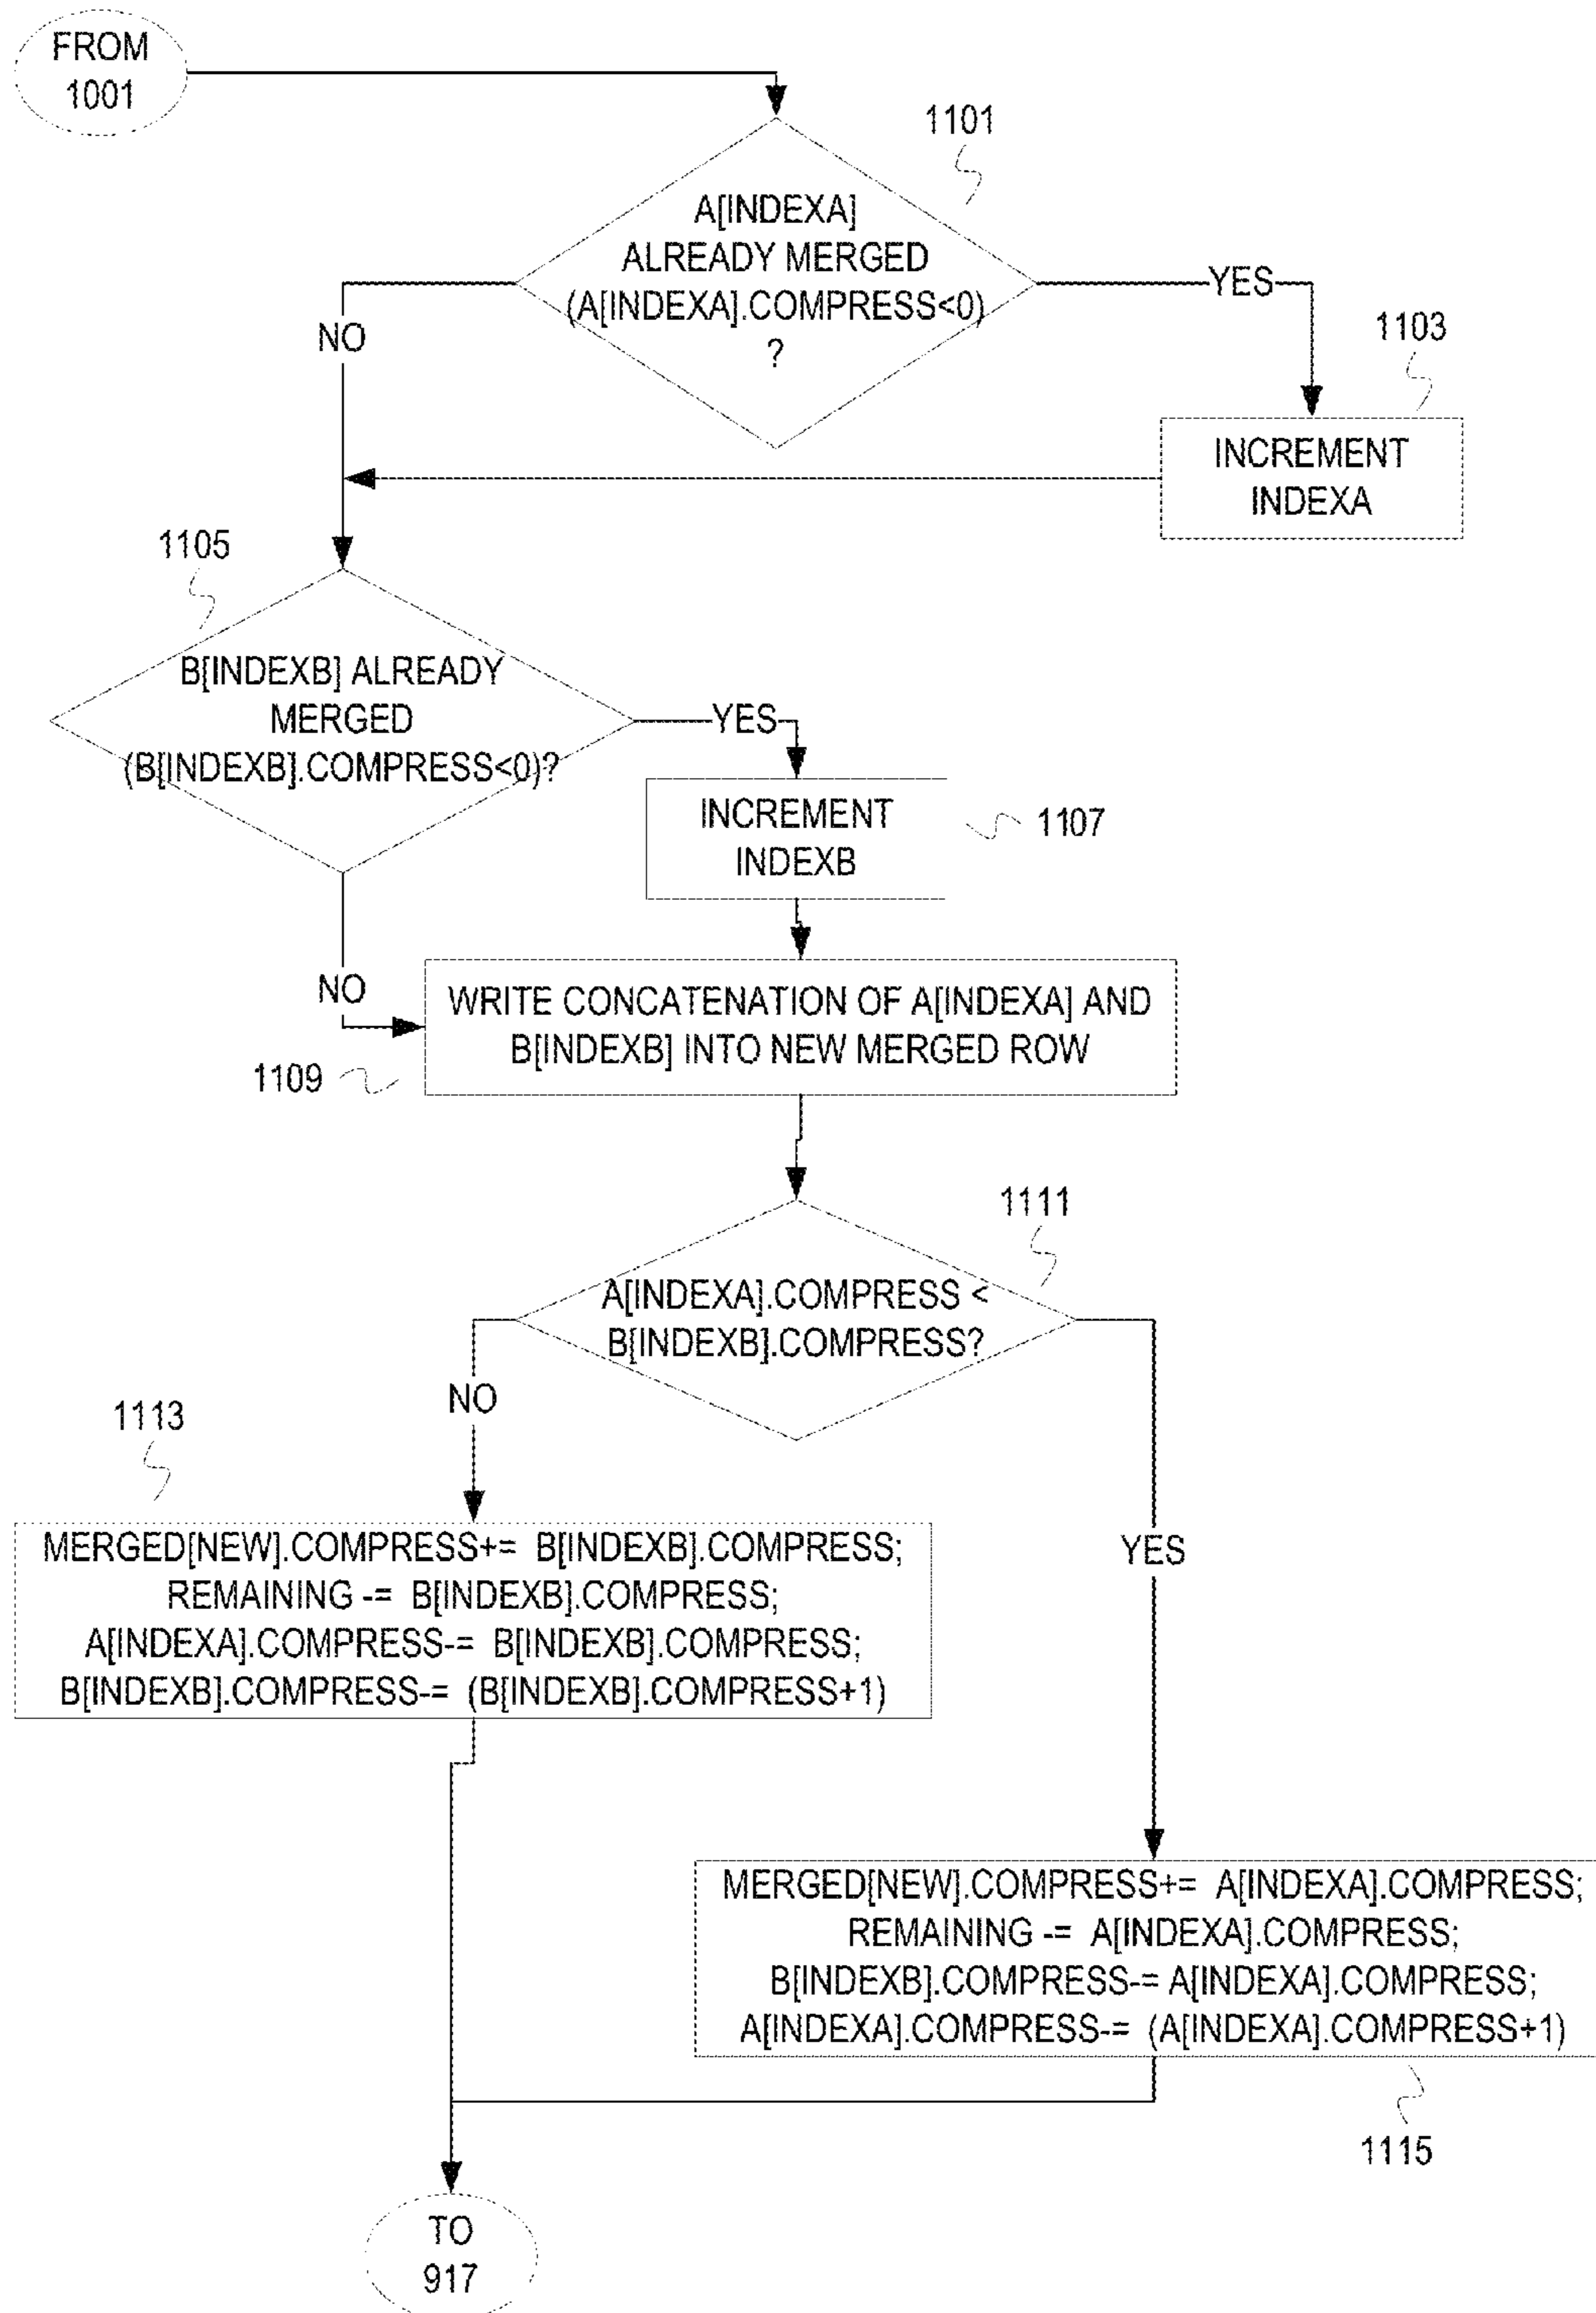 FROM
1001
1101
A[INDEXA]
ALREADY MERGED
(A[INDEXA].COMPRESS<0)
?
YES
NO
1103
INCREMENT
INDEXA
1105
B[INDEXB] ALREADY
MERGED
(B[INDEXB].COMPRESS<0)?
YES
INCREMENT
INDEXB
1107
NO
WRITE CONCATENATION OF A[INDEXA] AND
B[INDEXB] INTO NEW MERGED ROW
1109
1111
A[INDEXA].COMPRESS <
B[INDEXB].COMPRESS?
NO
1113
YES
MERGED[NEW].COMPRESS+= B[INDEXB].COMPRESS;
REMAINING -= B[INDEXB].COMPRESS;
A[INDEXA].COMPRESS-= B[INDEXB].COMPRESS;
B[INDEXB].COMPRESS-= (B[INDEXB].COMPRESS+1)
MERGED[NEW].COMPRESS+= A[INDEXA].COMPRESS;
REMAINING -= A[INDEXA].COMPRESS;
B[INDEXB].COMPRESS-= A[INDEXA].COMPRESS;
A[INDEXA].COMPRESS-= (A[INDEXA].COMPRESS+1)
1115
TO
917